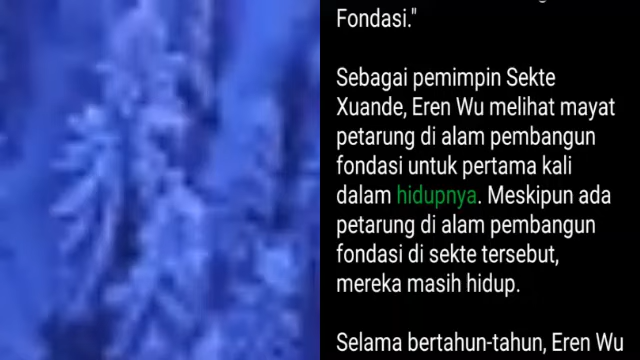 Fondasi."
Sebagai pemimpin Sekte
Xuande, Eren Wu melihat mayat
petarung di alam pembangun
fondasi untuk pertama kali
dalam hidupnya. Meskipun ada
petarung di alam pembangun
fondasi di sekte tersebut,
mereka masih hidup.
Selama bertahun-tahun, Eren Wu